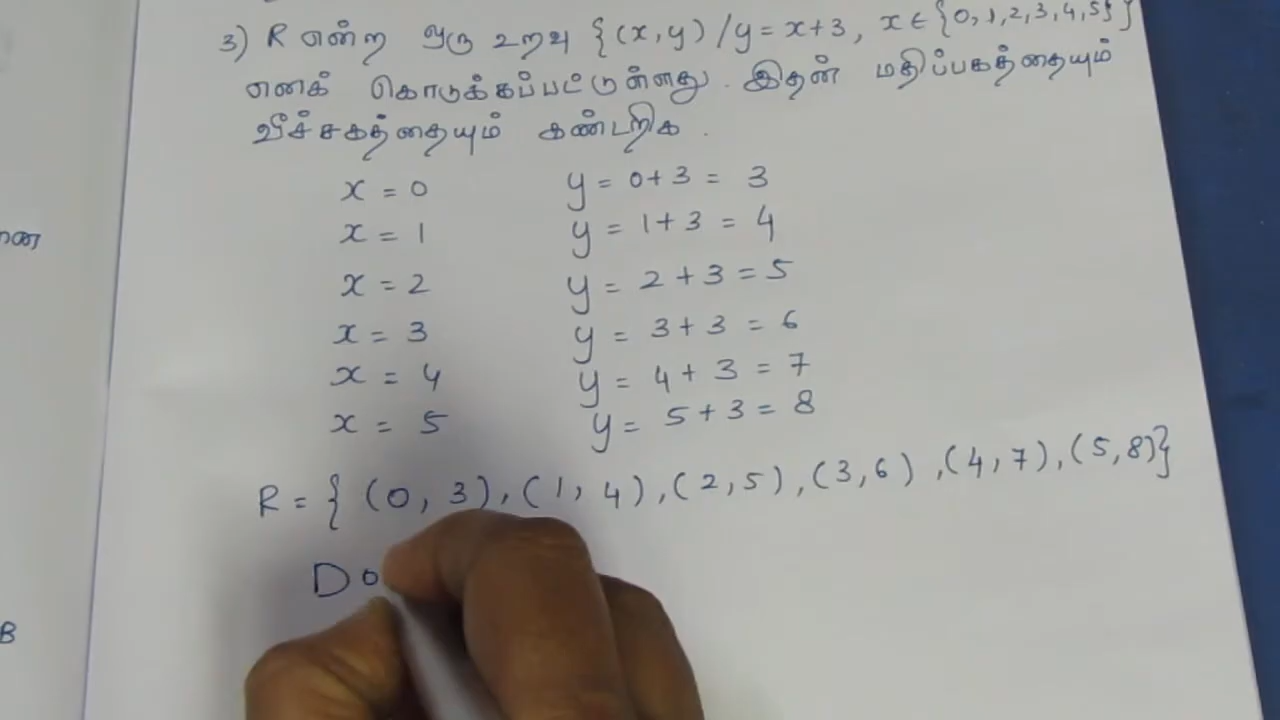 3) R என்ற ஒரு உறவு {(x,y) / y = x+3, x ∈ {0,1,2,3,4,5}}
எனக் கொடுக்கப்பட்டுள்ளது. இதன் மதிப்பகத்தையும்
வீச்சகத்தையும் கண்டறிக.
x = 0 y = 0+3 = 3
x = 1 y = 1+3 = 4
x = 2 y = 2+3 = 5
x = 3 y = 3+3 = 6
x = 4 y = 4+3 = 7
x = 5 y = 5+3 = 8
R = { (0, 3), (1, 4), (2,5), (3,6), (4,7), (5,8)}
Do
B